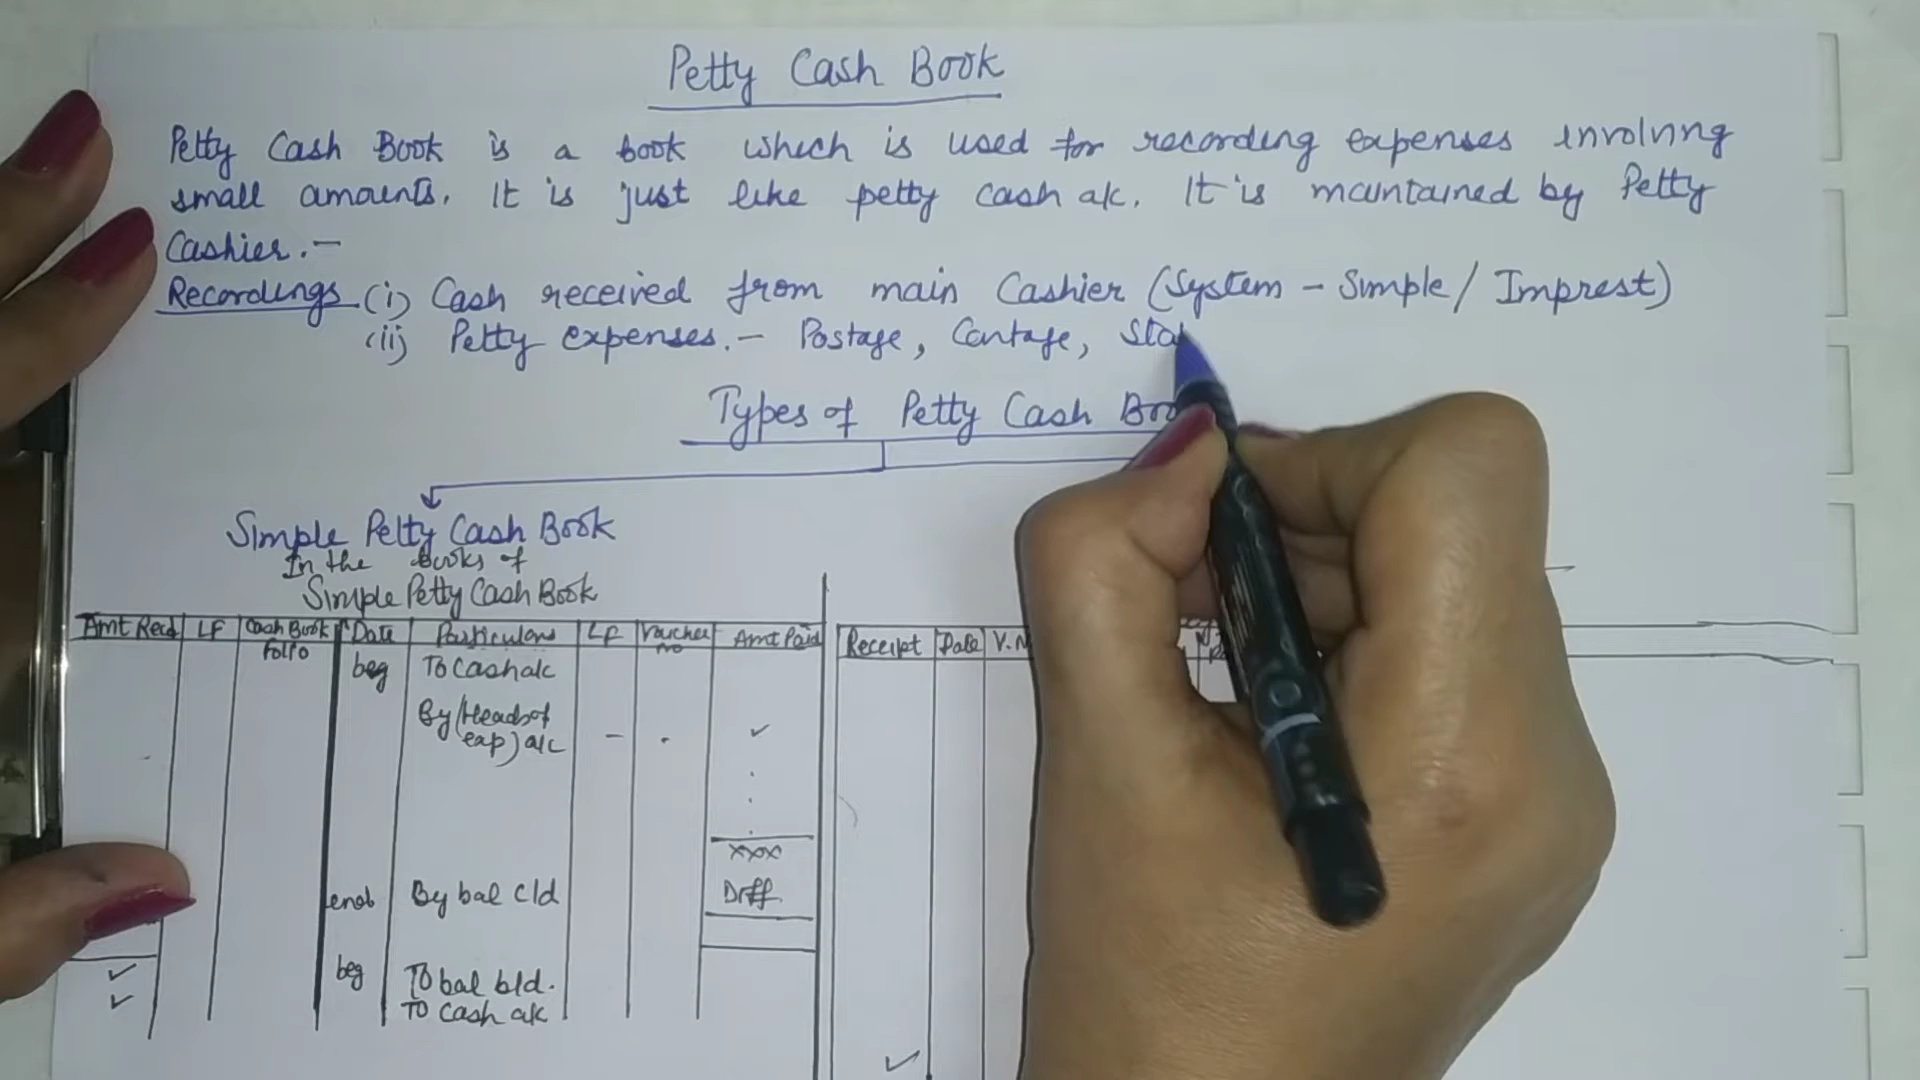 Petty Cash Book
Petty Cash Book is a book which is used for recording expenses involving
small amounts. It is just like petty cash a/c. It is maintained by Petty
Cashier.-
Recordings (i) Cash received from main Cashier (System - Simple / Imprest)
(ii) Petty expenses.- Postage, Cartage, Sta
Types of Petty Cash Boo
Simple Petty Cash Book
In the books of
Simple Petty Cash Book
Amt Recd LF Cash Book Folio Date Particulars LF Voucher no Amt Paid
Receipt Date V.N
beg To Cash a/c
By (Heads of
exp) a/c
xxx
end By bal c/d Diff.
beg To bal b/d.
To Cash a/c